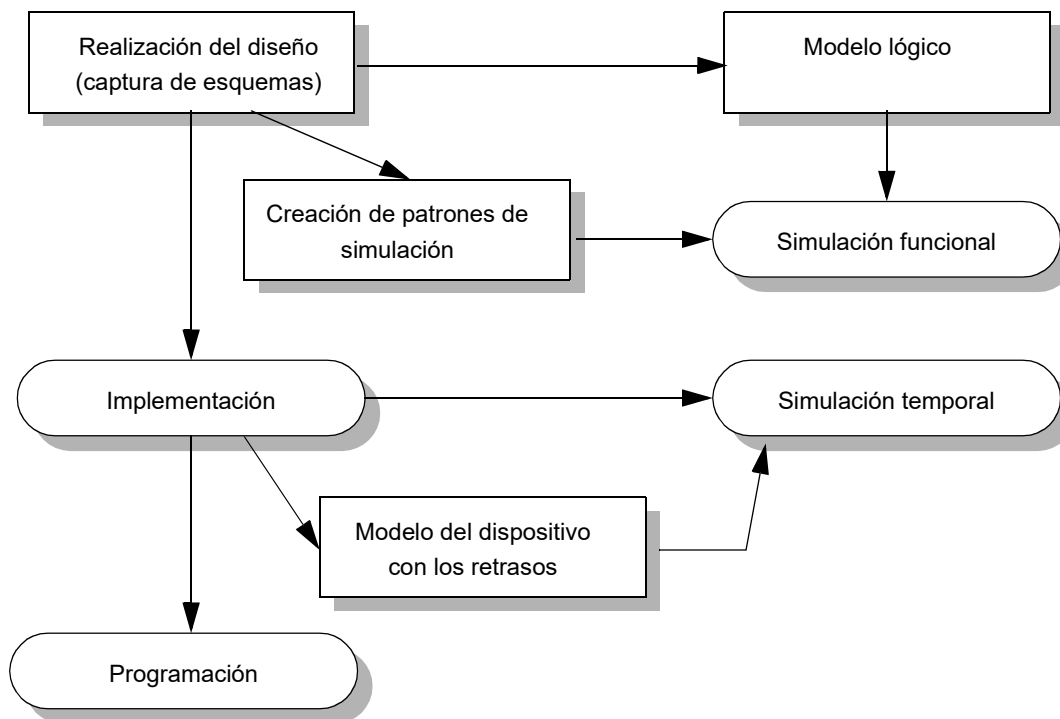 Realización del diseño
(captura de esquemas)
Modelo lógico
Creación de patrones de
simulación
Simulación funcional
Implementación
Simulación temporal
Modelo del dispositivo
con los retrasos
Programación